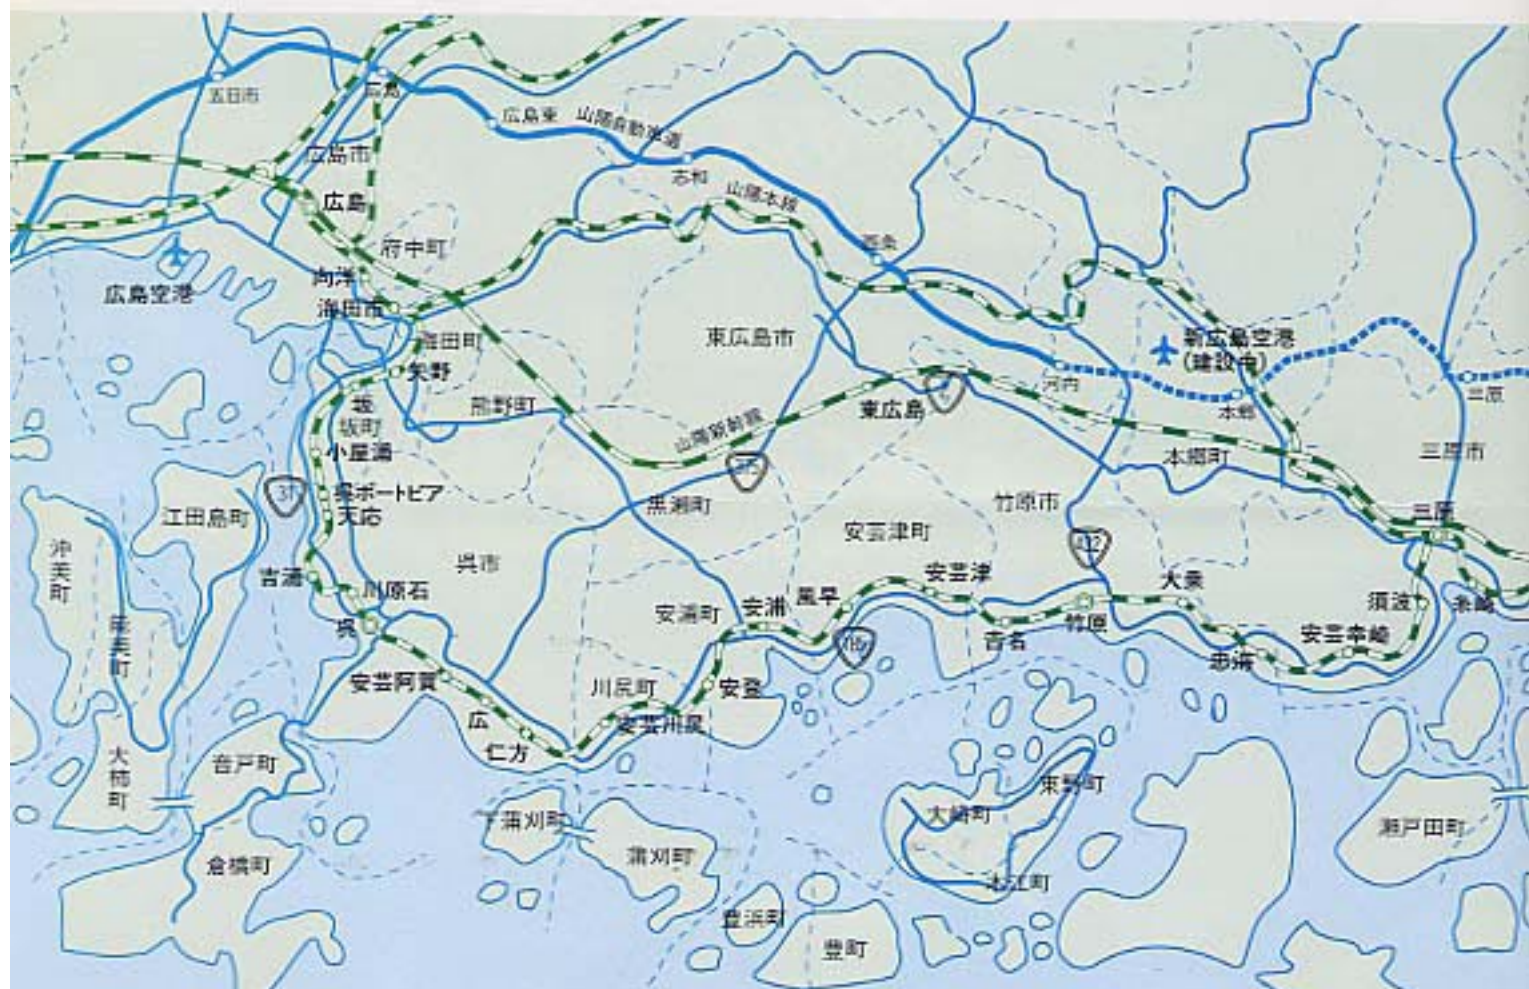 五日市
広島
広島東
山陽自動車道
志和
広島市
山陽本線
広島
府中町
西条
向洋
広島空港
海田市
海田町
東広島市
新広島空港
(建設中)
矢野
河内
三原
坂
熊野町
東広島
本郷
坂町
山陽新幹線
小屋浦
本郷町
三原市
31
呉ポートピア
天応
江田島町
黒瀬町
竹原市
三原
沖美町
安芸津町
432
呉市
吉浦
川原石
安芸津
大乗
安浦町
安浦
風早
須波
糸崎
呉
竹原
能美町
185
吉名
安芸幸崎
忠海
安芸阿賀
川尻町
安登
広
安芸川尻
仁方
大柿町
音戸町
東野町
下蒲刈町
大崎町
瀬戸田町
倉橋町
蒲刈町
木江町
豊浜町
豊町